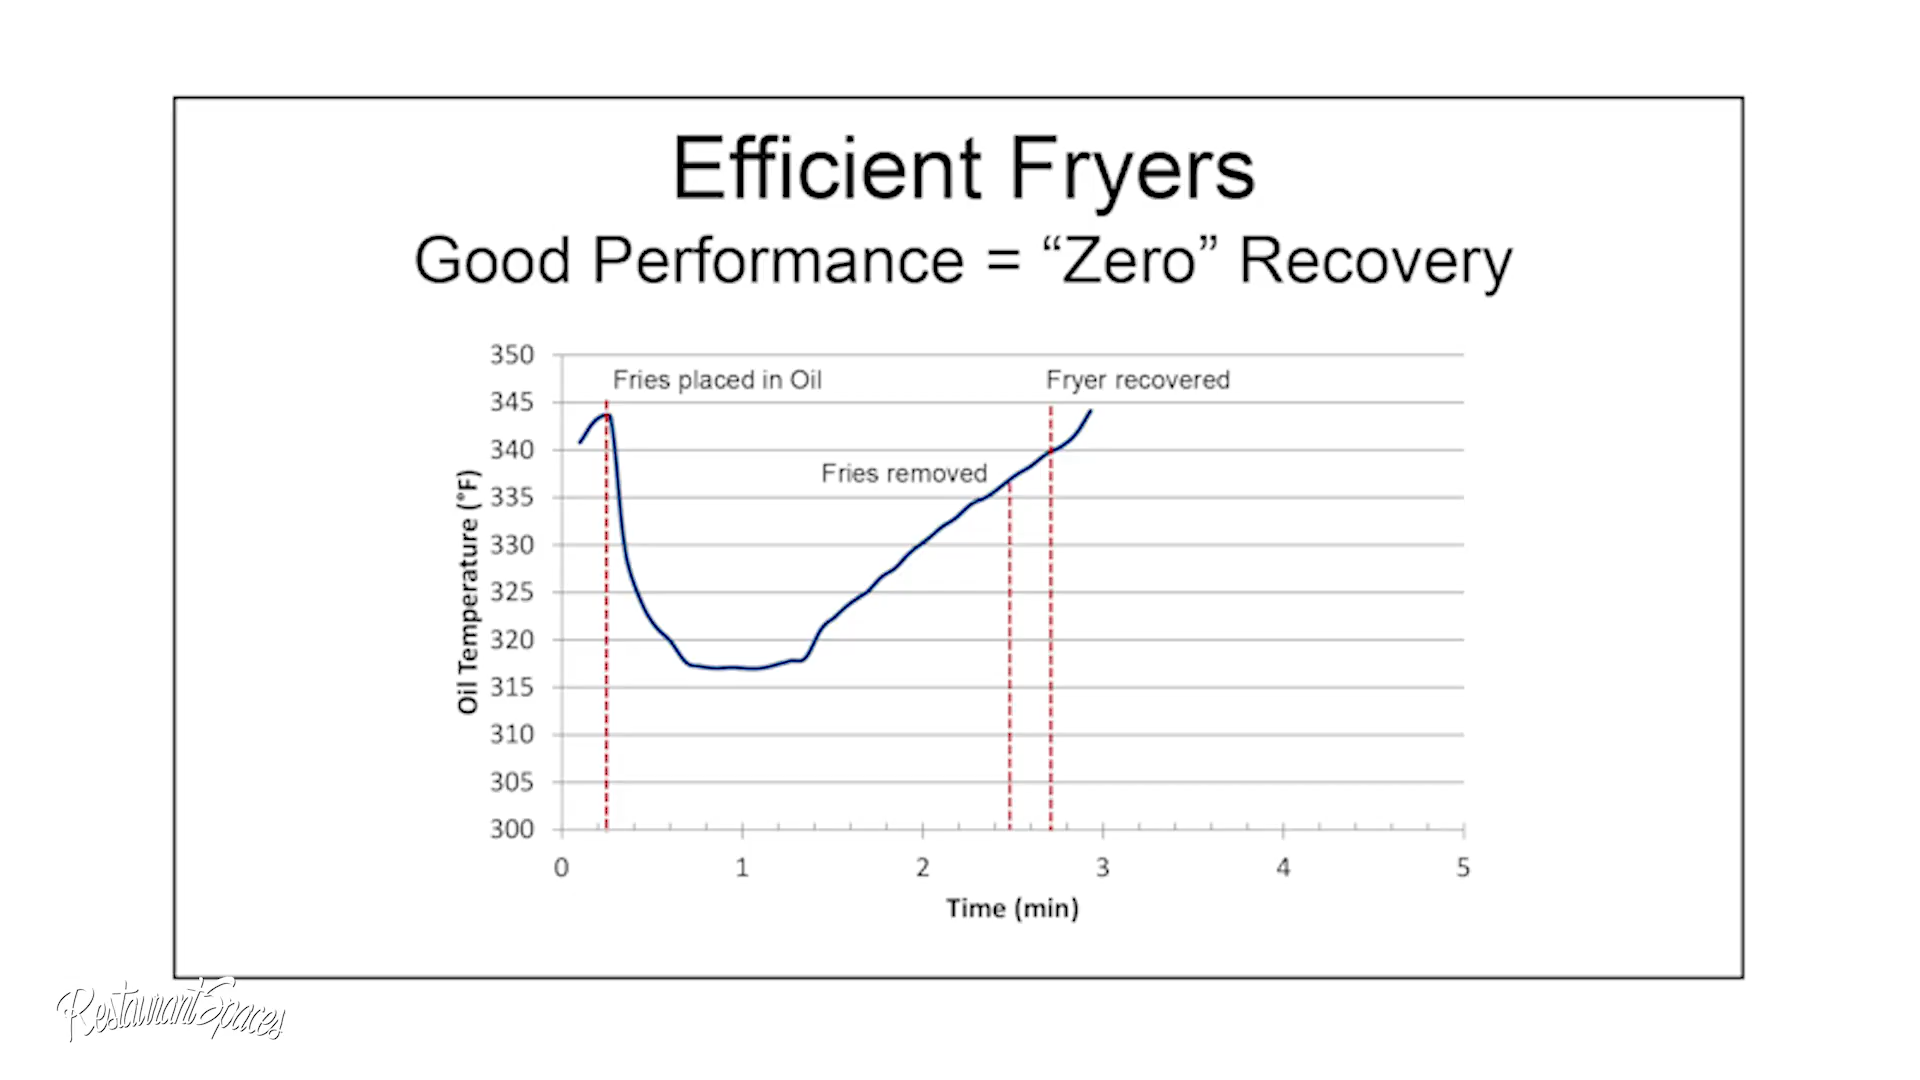 Efficient Fryers
Good Performance = “Zero” Recovery
350
Fries placed in Oil
Fryer recovered
345
340
Fries removed
335
330
325
320
315
310
305
300
Oil Temperature (°F)
0 1 2 3 4 5
Time (min)
RestaurantSpaces